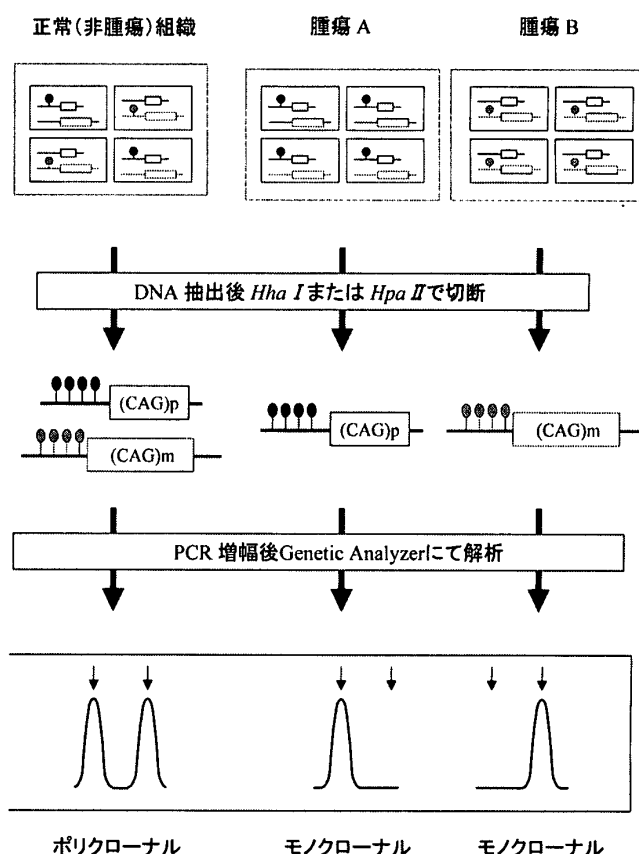 正常(非腫瘍)組織
腫瘍 A
腫瘍 B
DNA 抽出後 Hha I または Hpa II で切断
(CAG)p
(CAG)m
(CAG)p
(CAG)m
PCR 増幅後Genetic Analyzerにて解析
ポリクローナル
モノクローナル
モノクローナル